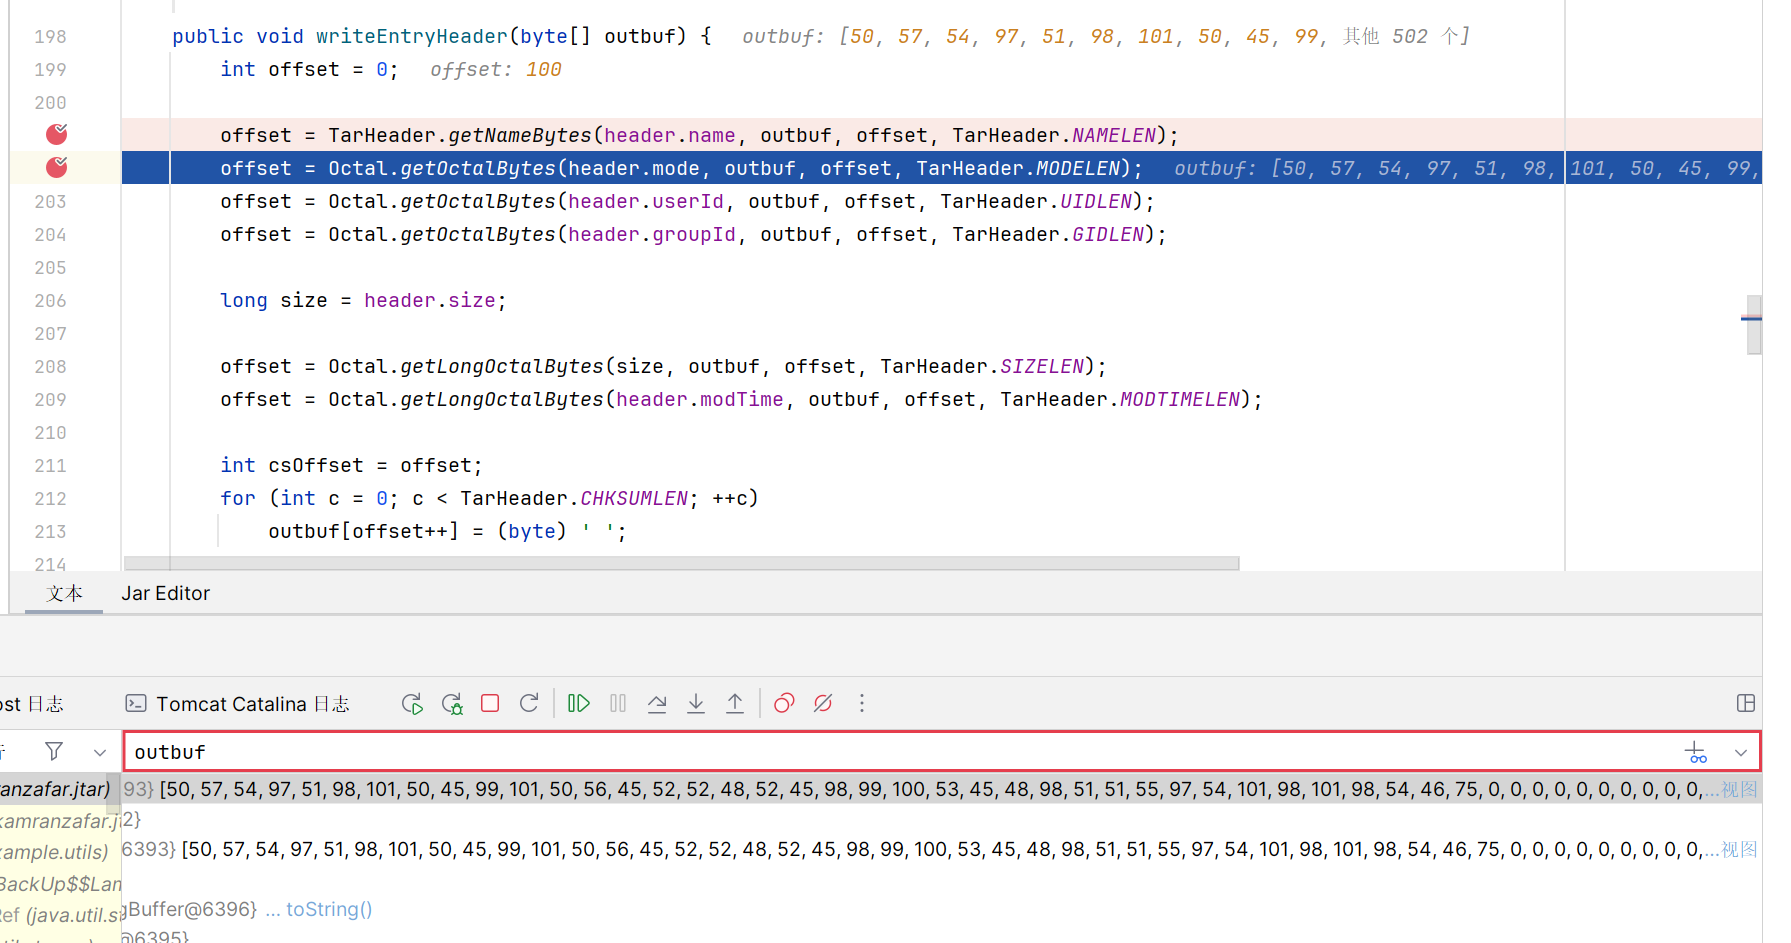 198 public void writeEntryHeader(byte[] outbuf) { outbuf: [50, 57, 54, 97, 51, 98, 101, 50, 45, 99, 其他 502 个]
199 int offset = 0; offset: 100
200
offset = TarHeader.getNameBytes(header.name, outbuf, offset, TarHeader.NAMELEN);
offset = Octal.getOctalBytes(header.mode, outbuf, offset, TarHeader.MODELEN); outbuf: [50, 57, 54, 97, 51, 98, 101, 50, 45, 99,
203 offset = Octal.getOctalBytes(header.userId, outbuf, offset, TarHeader.UIDLEN);
204 offset = Octal.getOctalBytes(header.groupId, outbuf, offset, TarHeader.GIDLEN);
205
206 long size = header.size;
207
208 offset = Octal.getLongOctalBytes(size, outbuf, offset, TarHeader.SIZELEN);
209 offset = Octal.getLongOctalBytes(header.modTime, outbuf, offset, TarHeader.MODTIMELEN);
210
211 int csOffset = offset;
212 for (int c = 0; c < TarHeader.CHKSUMLEN; ++c)
213 outbuf[offset++] = (byte) ' ';
214
文本 Jar Editor
ost 日志 Tomcat Catalina 日志
outbuf
anzafar.jtar) 93} [50, 57, 54, 97, 51, 98, 101, 50, 45, 99, 101, 50, 56, 45, 52, 52, 48, 52, 45, 98, 99, 100, 53, 45, 48, 98, 51, 51, 55, 97, 54, 101, 98, 101, 98, 54, 46, 75, 0, 0, 0, 0, 0, 0, 0, 0, 0, 0,...视图
kamranzafar.jt 2}
xample.utils) 6393} [50, 57, 54, 97, 51, 98, 101, 50, 45, 99, 101, 50, 56, 45, 52, 52, 48, 52, 45, 98, 99, 100, 53, 45, 48, 98, 51, 51, 55, 97, 54, 101, 98, 101, 98, 54, 46, 75, 0, 0, 0, 0, 0, 0, 0, 0, 0,...视图
BackUp$$Lan
Ref (java.util.st gBuffer@6396} ... toString()
@6395}